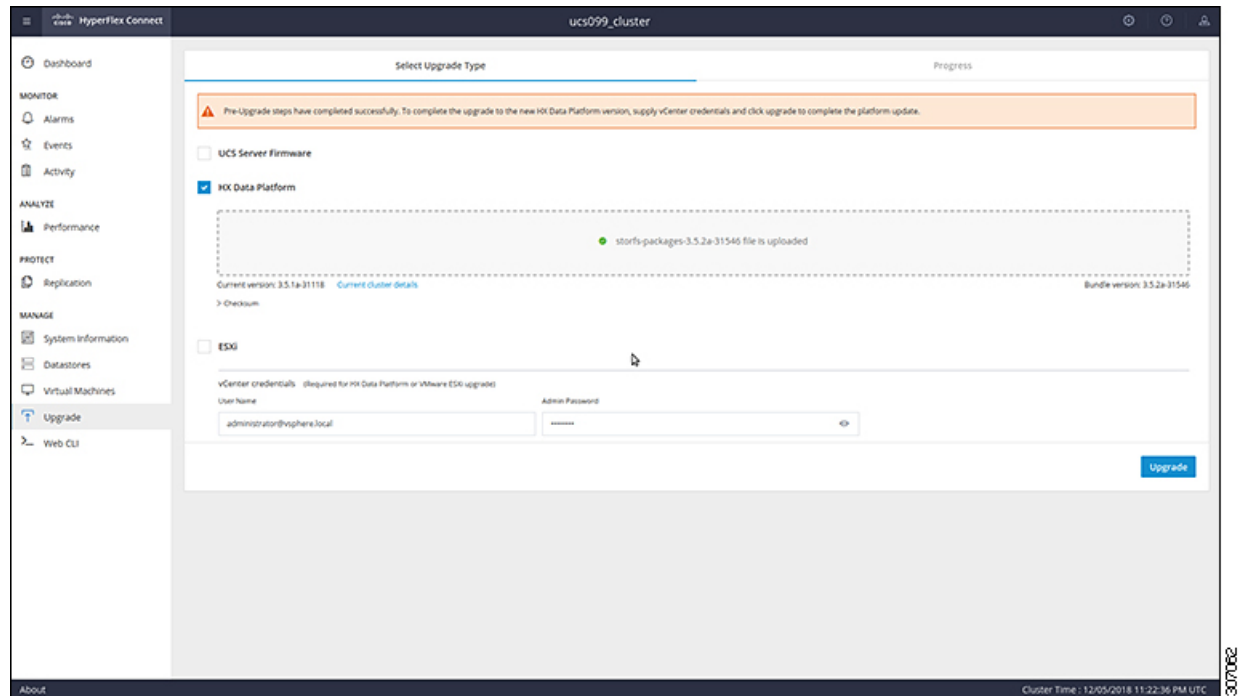 cisco HyperFlex Connect
ucs099_cluster
Dashboard
MONITOR
Alarms
Events
Activity
ANALYZE
Performance
PROTECT
Replication
MANAGE
System Information
Datastores
Virtual Machines
Upgrade
Web CLI
Select Upgrade Type
Progress
Pre-Upgrade steps have completed successfully. To complete the upgrade to the new HX Data Platform version, supply vCenter credentials and click upgrade to complete the platform update.
UCS Server Firmware
HX Data Platform
storfs-packages-3.5.2a-31546 file is uploaded
Current version: 3.5.1a-31118 Current cluster details
Bundle version: 3.5.2a-31546
> Checksum
ESXi
vCenter credentials (Required for HX Data Platform or VMware ESXi upgrade)
User Name
Admin Password
administrator@vsphere.local
Upgrade
About
Cluster Time : 12/05/2018 11:22:36 PM UTC
307062